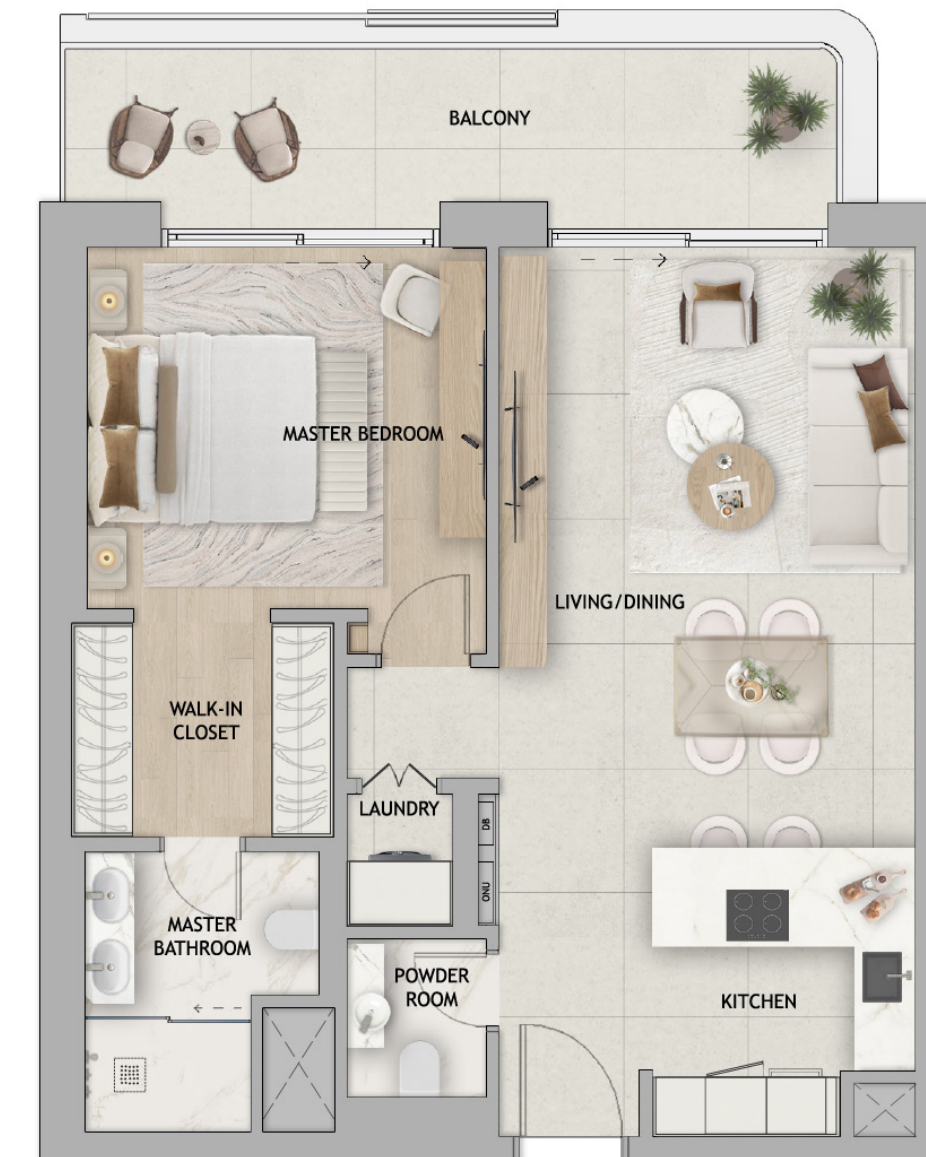 BALCONY
MASTER BEDROOM
LIVING/DINING
WALK-IN
CLOSET
LAUNDRY
DB
ONU
MASTER
BATHROOM
POWDER
ROOM
KITCHEN